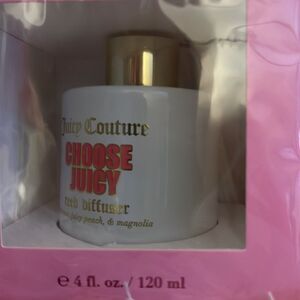 Juicy Couture
CHOOSE
JUICY
reed diffuser
juicy peach, & magnolia
℮ 4 fl. oz. / 120 ml